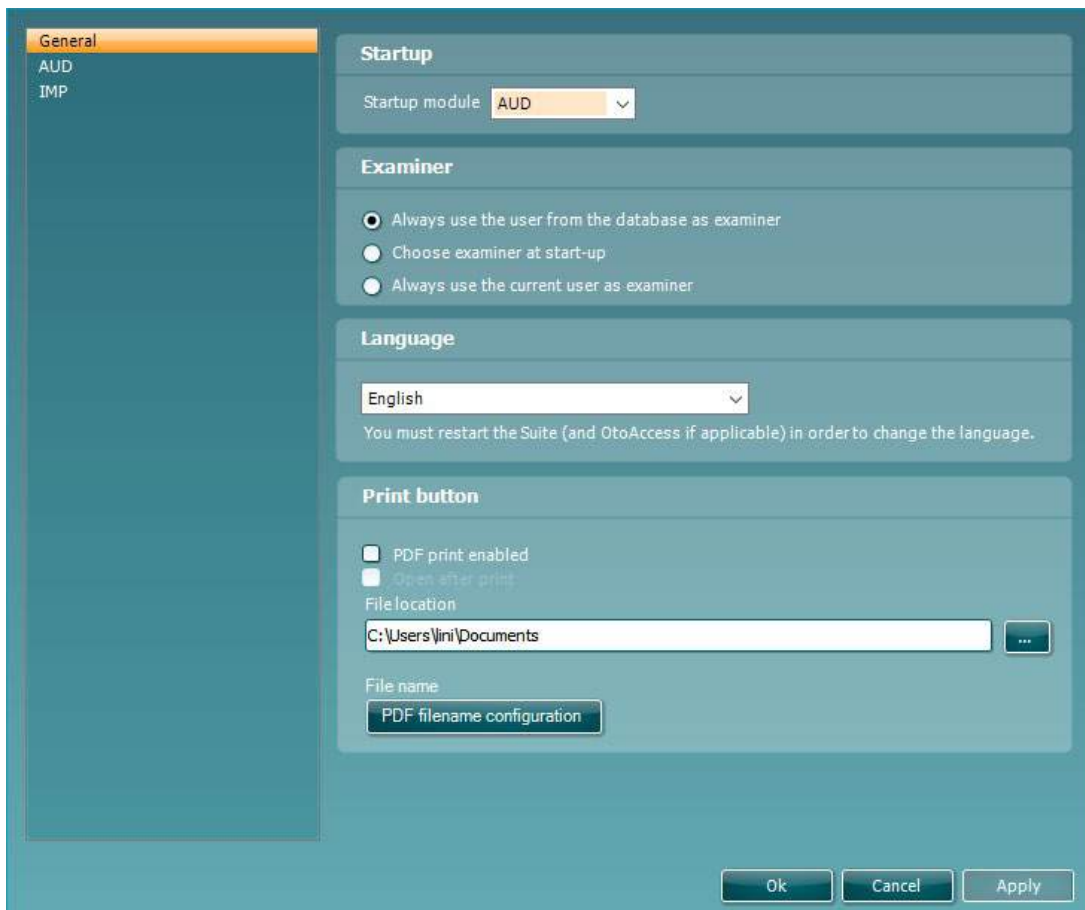 General
AUD
IMP
Startup
Startup module AUD
Examiner
Always use the user from the database as examiner
Choose examiner at start-up
Always use the current user as examiner
Language
English
You must restart the Suite (and OtoAccess if applicable) in order to change the language.
Print button
PDF print enabled
Open after print
File location
C:\Users\lini\Documents
...
File name
PDF filename configuration
Ok Cancel Apply